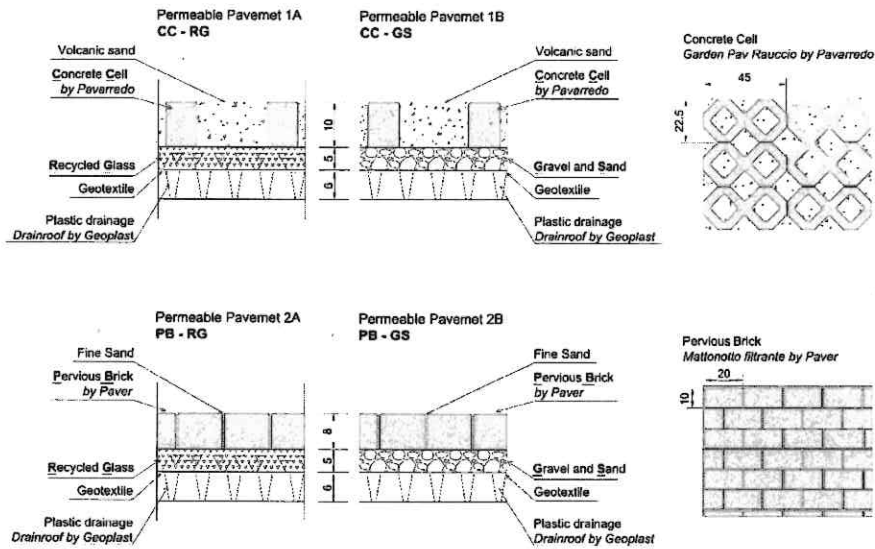 Permeable Pavemet 1A
CC - RG
Volcanic sand
Concrete Cell
by Pavarredo
Recycled Glass
Geotextile
Plastic drainage
Drainroof by Geoplast
10
5
6
Permeable Pavemet 1B
CC - GS
Volcanic sand
Concrete Cell
by Pavarredo
Gravel and Sand
Geotextile
Plastic drainage
Drainroof by Geoplast
Concrete Cell
Garden Pav Rauccio by Pavarredo
45
22.5
Permeable Pavemet 2A
PB - RG
Fine Sand
Pervious Brick
by Paver
Recycled Glass
Geotextile
Plastic drainage
Drainroof by Geoplast
8
5
6
Permeable Pavemet 2B
PB - GS
Fine Sand
Pervious Brick
by Paver
Gravel and Sand
Geotextile
Plastic drainage
Drainroof by Geoplast
Pervious Brick
Mattonotto filtrante by Paver
20
10